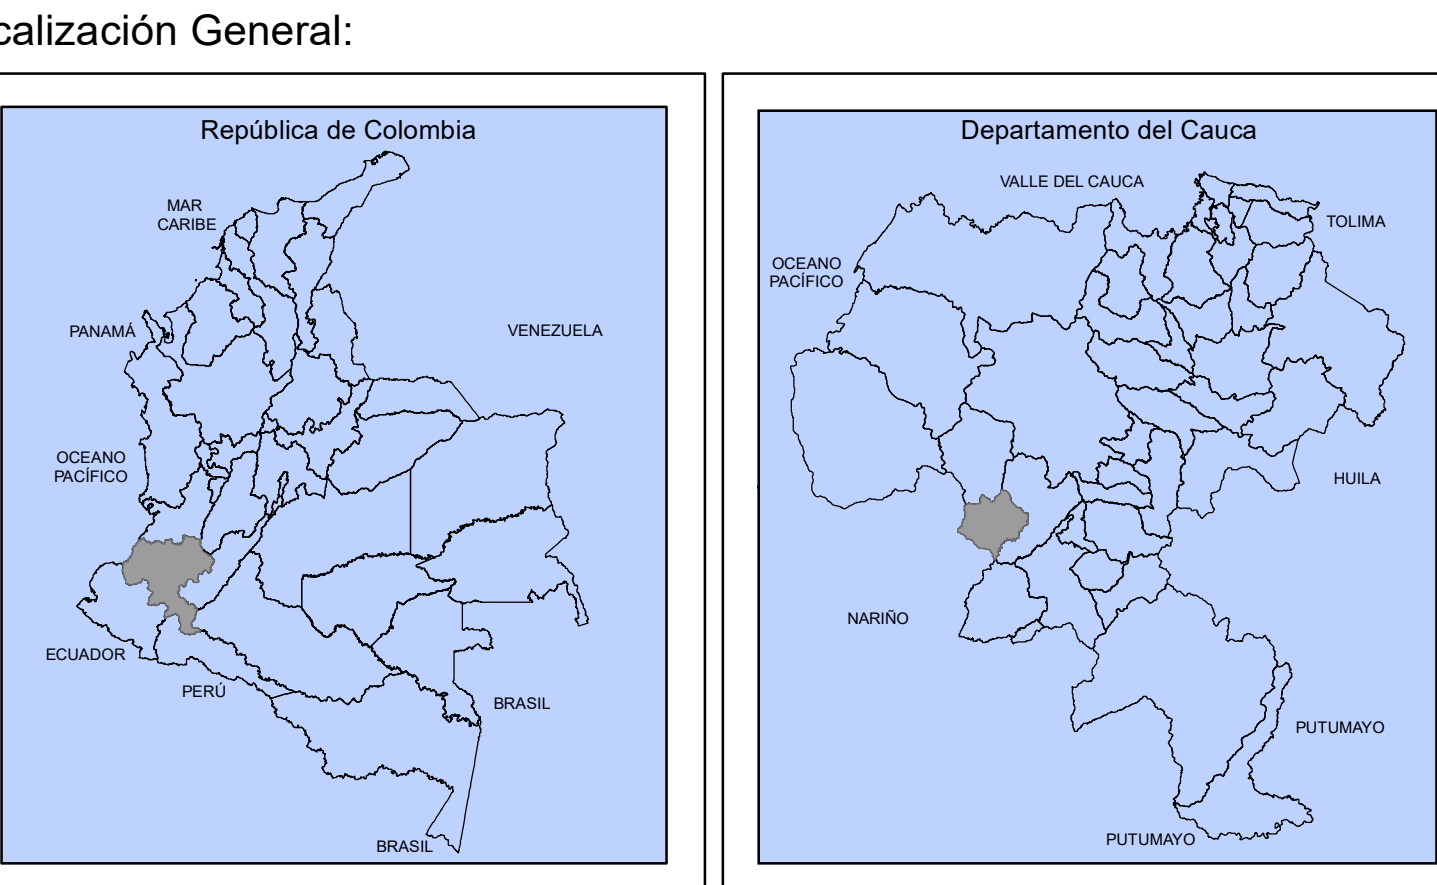 calización General:
República de Colombia
MAR
CARIBE
PANAMÁ
VENEZUELA
OCEANO
PACÍFICO
ECUADOR
PERÚ
BRASIL
BRASIL
Departamento del Cauca
VALLE DEL CAUCA
TOLIMA
OCEANO
PACÍFICO
HUILA
NARIÑO
PUTUMAYO
PUTUMAYO